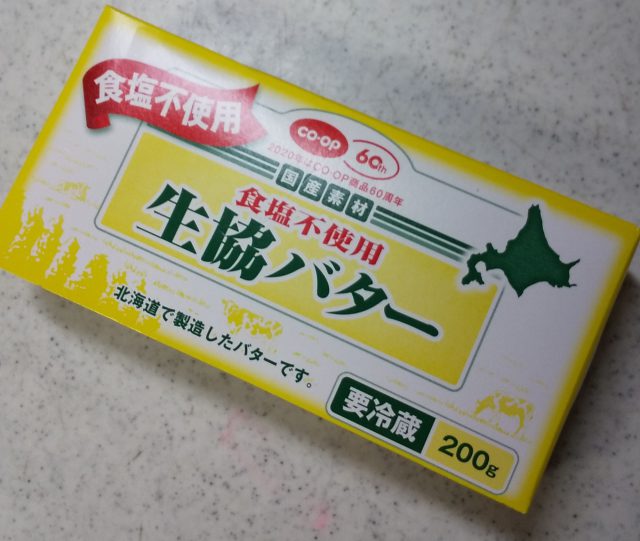 食塩不使用
CO·OP 60th
2020年はCO·OP商品60周年
国産素材
食塩不使用
生協バター
北海道で製造したバターです。
要冷蔵 200g